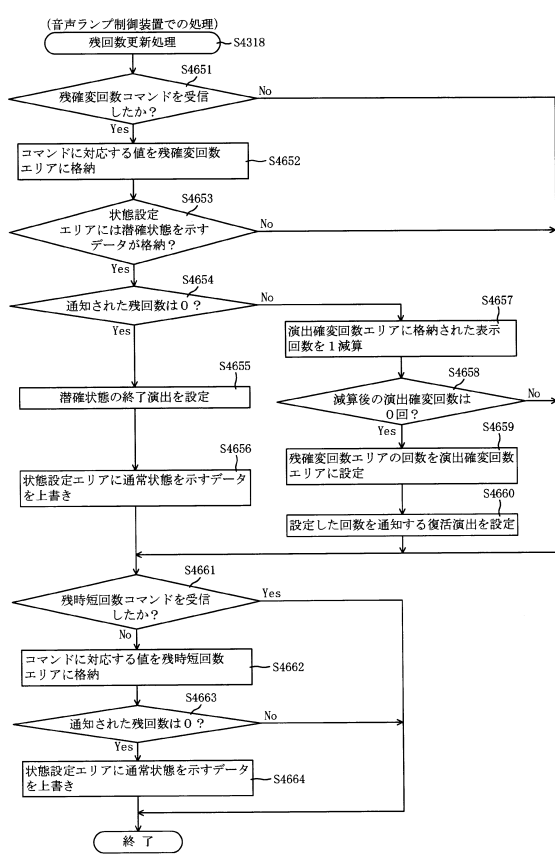 (音声ランプ制御装置での処理)
残回数更新処理
S4318
S4651
残確変回数コマンドを受信
したか？
No
Yes
コマンドに対応する値を残確変回数
エリアに格納
S4652
S4653
状態設定
エリアには潜確状態を示す
データが格納？
No
Yes
S4654
通知された残回数は０？
No
Yes
S4657
演出確変回数エリアに格納された表示
回数を１減算
S4655
潜確状態の終了演出を設定
S4658
減算後の演出確変回数は
０回？
No
Yes
S4656
状態設定エリアに通常状態を示すデータ
を上書き
S4659
残確変回数エリアの回数を演出確変回数
エリアに設定
S4660
設定した回数を通知する復活演出を設定
S4661
残時短回数コマンドを受信
したか？
Yes
No
コマンドに対応する値を残時短回数
エリアに格納
S4662
S4663
通知された残回数は０？
No
Yes
状態設定エリアに通常状態を示すデータ
を上書き
S4664
終 了